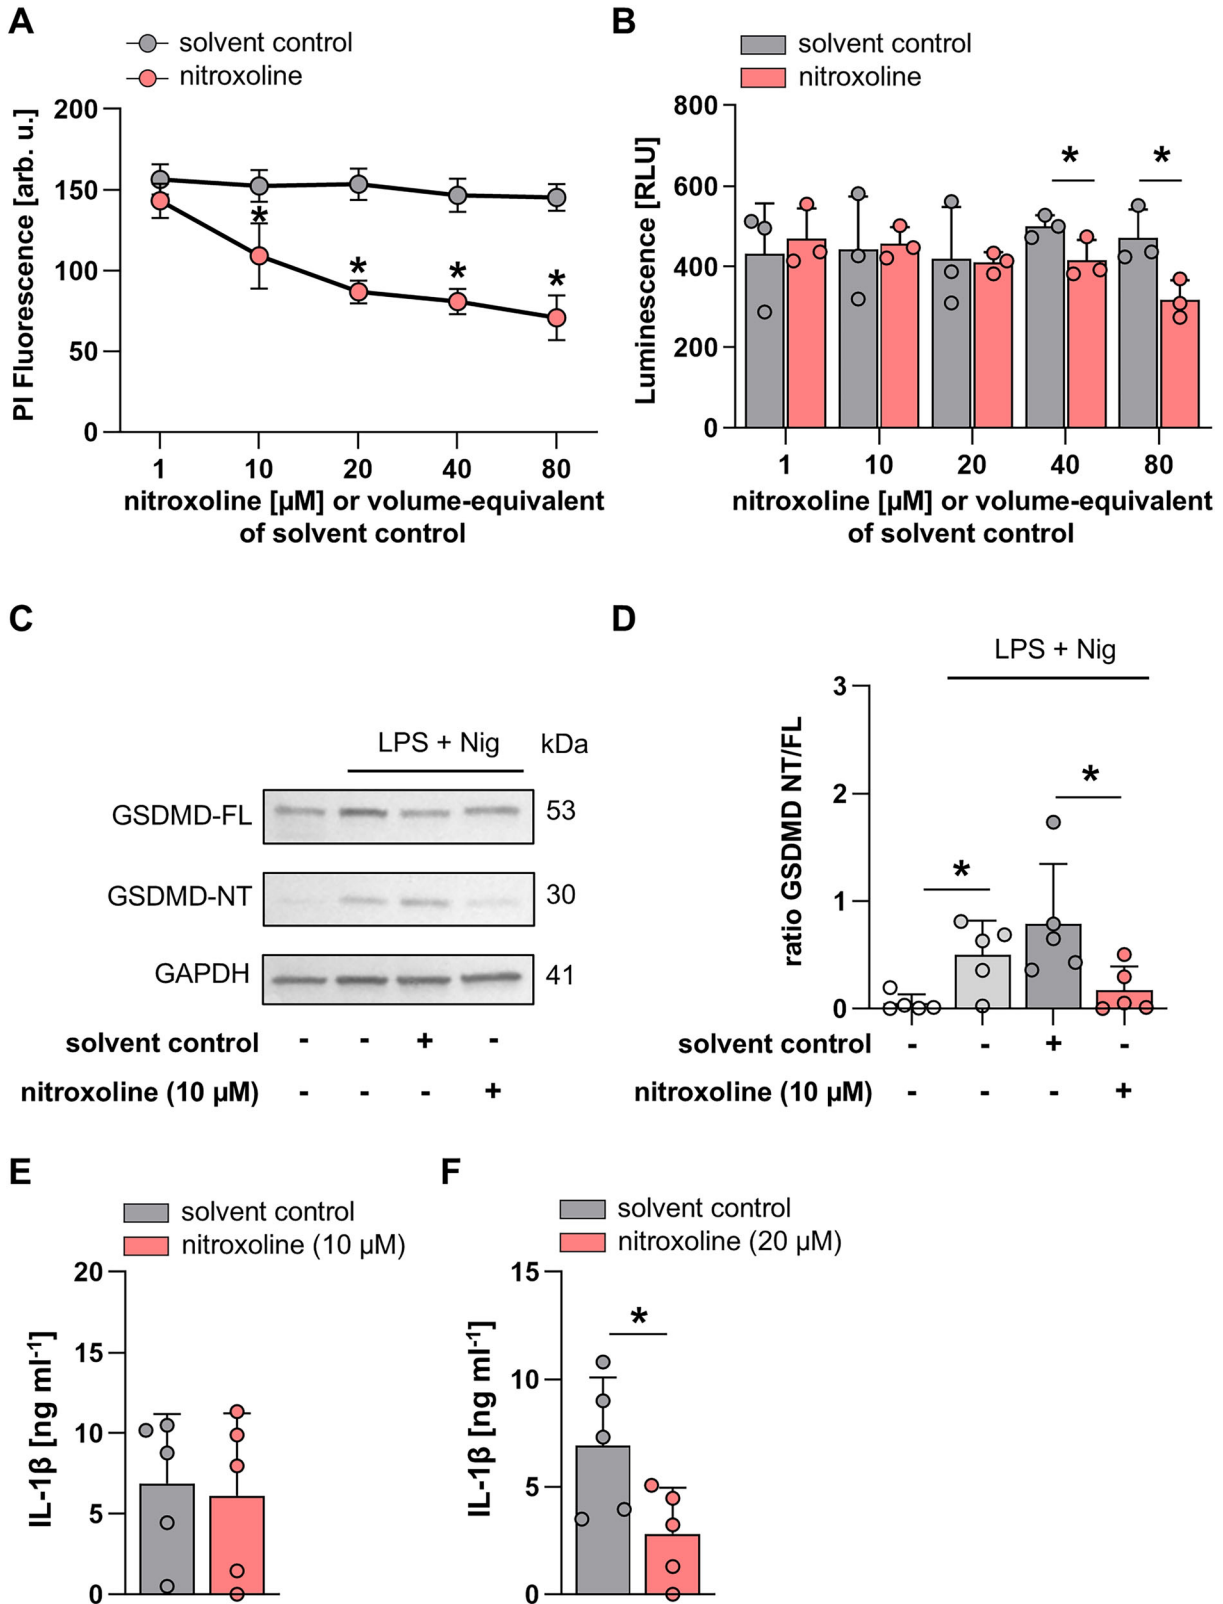 A
solvent control
nitroxoline
PI Fluorescence [arb. u.]
200
150
100
50
0
*
*
*
*
1 10 20 40 80
nitroxoline [µM] or volume-equivalent
of solvent control
B
solvent control
nitroxoline
Luminescence [RLU]
800
600
400
200
0
* *
1 10 20 40 80
nitroxoline [µM] or volume-equivalent
of solvent control
C
LPS + Nig kDa
GSDMD-FL 53
GSDMD-NT 30
GAPDH 41
solvent control - - + -
nitroxoline (10 µM) - - - +
D
LPS + Nig
ratio GSDMD NT/FL
3
2
1
0
*
*
solvent control - - + -
nitroxoline (10 µM) - - - +
E
solvent control
nitroxoline (10 µM)
IL-1β [ng ml⁻¹]
20
15
10
5
0
F
solvent control
nitroxoline (20 µM)
IL-1β [ng ml⁻¹]
15
10
5
0
*